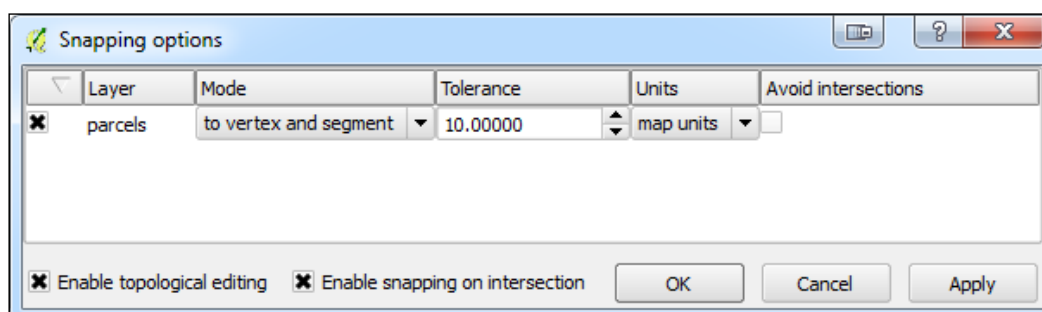 Snapping options
Layer Mode Tolerance Units Avoid intersections
parcels to vertex and segment 10.00000 map units
Enable topological editing Enable snapping on intersection OK Cancel Apply